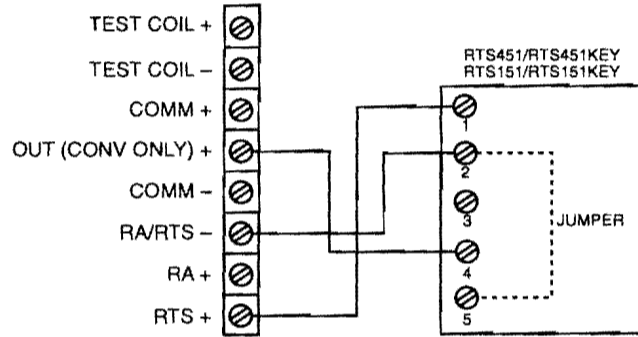 TEST COIL +
TEST COIL –
COMM +
OUT (CONV ONLY) +
COMM –
RA/RTS –
RA +
RTS +
RTS451/RTS451KEY
RTS151/RTS151KEY
1
2
3
4
5
JUMPER